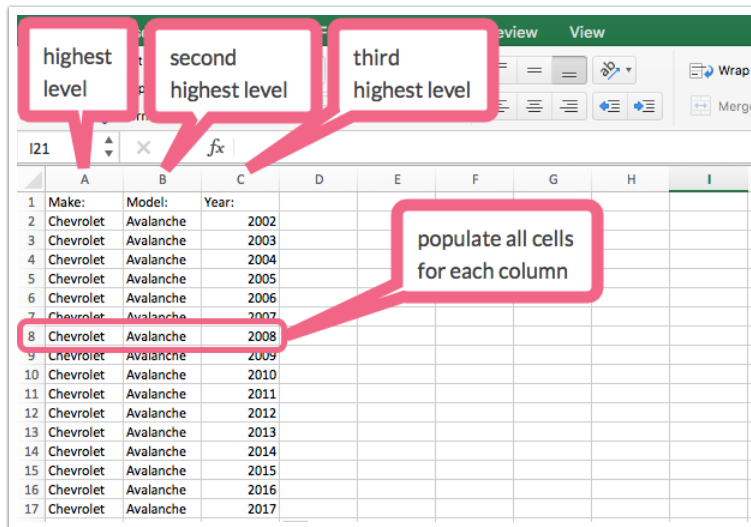 highest
level
second
highest level
third
highest level
View
Wrap
I21
fx
A B C D E F G H I
1 Make: Model: Year:
2 Chevrolet Avalanche 2002
3 Chevrolet Avalanche 2003
4 Chevrolet Avalanche 2004
5 Chevrolet Avalanche 2005
6 Chevrolet Avalanche 2006
7 Chevrolet Avalanche 2007
8 Chevrolet Avalanche 2008
9 Chevrolet Avalanche 2009
10 Chevrolet Avalanche 2010
11 Chevrolet Avalanche 2011
12 Chevrolet Avalanche 2012
13 Chevrolet Avalanche 2013
14 Chevrolet Avalanche 2014
15 Chevrolet Avalanche 2015
16 Chevrolet Avalanche 2016
17 Chevrolet Avalanche 2017
populate all cells
for each column